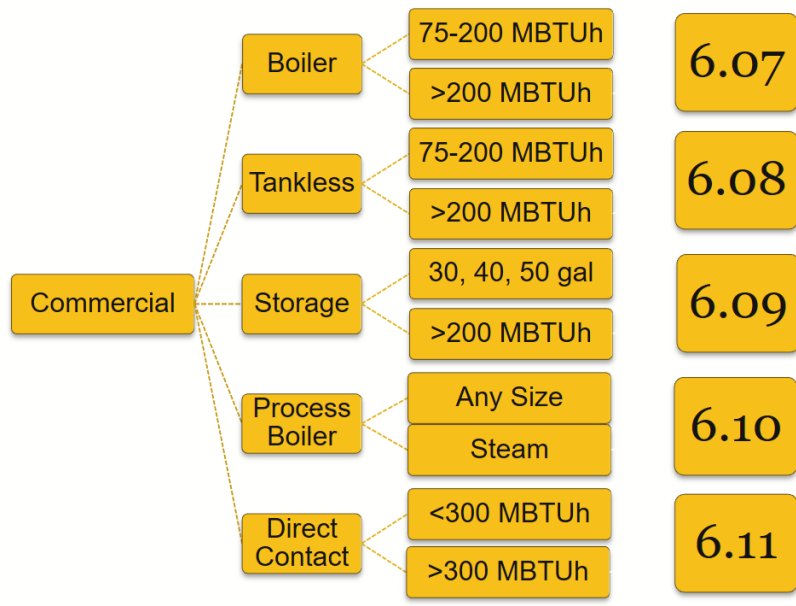 Commercial
Boiler
75-200 MBTUh
>200 MBTUh
6.07
Tankless
75-200 MBTUh
>200 MBTUh
6.08
Storage
30, 40, 50 gal
>200 MBTUh
6.09
Process
Boiler
Any Size
Steam
6.10
Direct
Contact
<300 MBTUh
>300 MBTUh
6.11